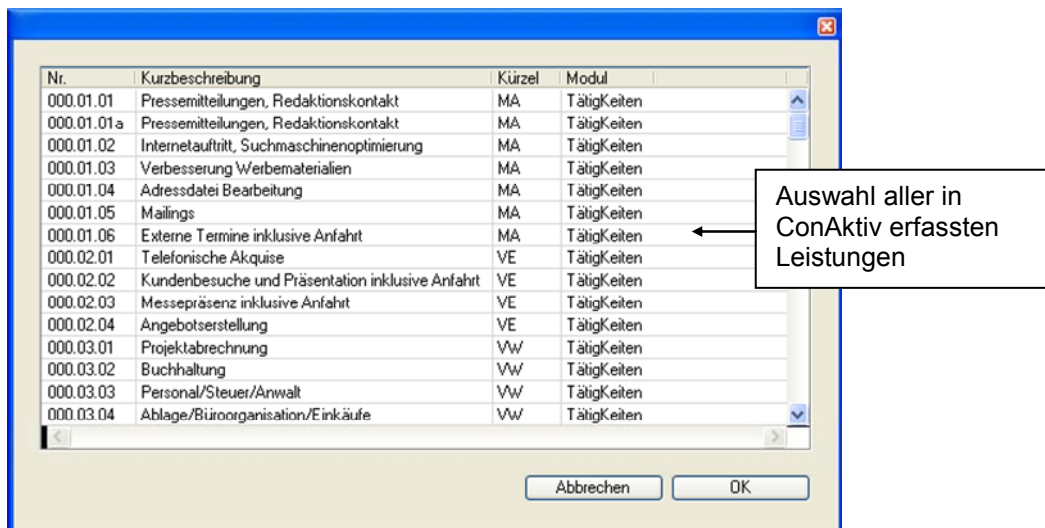 Nr. Kurzbeschreibung Kürzel Modul
000.01.01 Pressemitteilungen, Redaktionskontakt MA TätigKeiten
000.01.01a Pressemitteilungen, Redaktionskontakt MA TätigKeiten
000.01.02 Internetauftritt, Suchmaschinenoptimierung MA TätigKeiten
000.01.03 Verbesserung Werbematerialien MA TätigKeiten
000.01.04 Adressdatei Bearbeitung MA TätigKeiten
000.01.05 Mailings MA TätigKeiten
000.01.06 Externe Termine inklusive Anfahrt MA TätigKeiten
000.02.01 Telefonische Akquise VE TätigKeiten
000.02.02 Kundenbesuche und Präsentation inklusive Anfahrt VE TätigKeiten
000.02.03 Messepräsenz inklusive Anfahrt VE TätigKeiten
000.02.04 Angebotserstellung VE TätigKeiten
000.03.01 Projektabrechnung VW TätigKeiten
000.03.02 Buchhaltung VW TätigKeiten
000.03.03 Personal/Steuer/Anwalt VW TätigKeiten
000.03.04 Ablage/Büroorganisation/Einkäufe VW TätigKeiten
Abbrechen OK
Auswahl aller in
ConAktiv erfassten
Leistungen